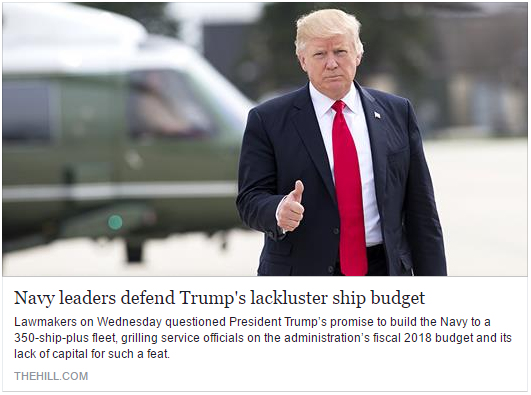 Navy leaders defend Trump's lackluster ship budget
Lawmakers on Wednesday questioned President Trump's promise to build the Navy to a
350-ship-plus fleet, grilling service officials on the administration's fiscal 2018 budget and its
lack of capital for such a feat.
THEHILL.COM